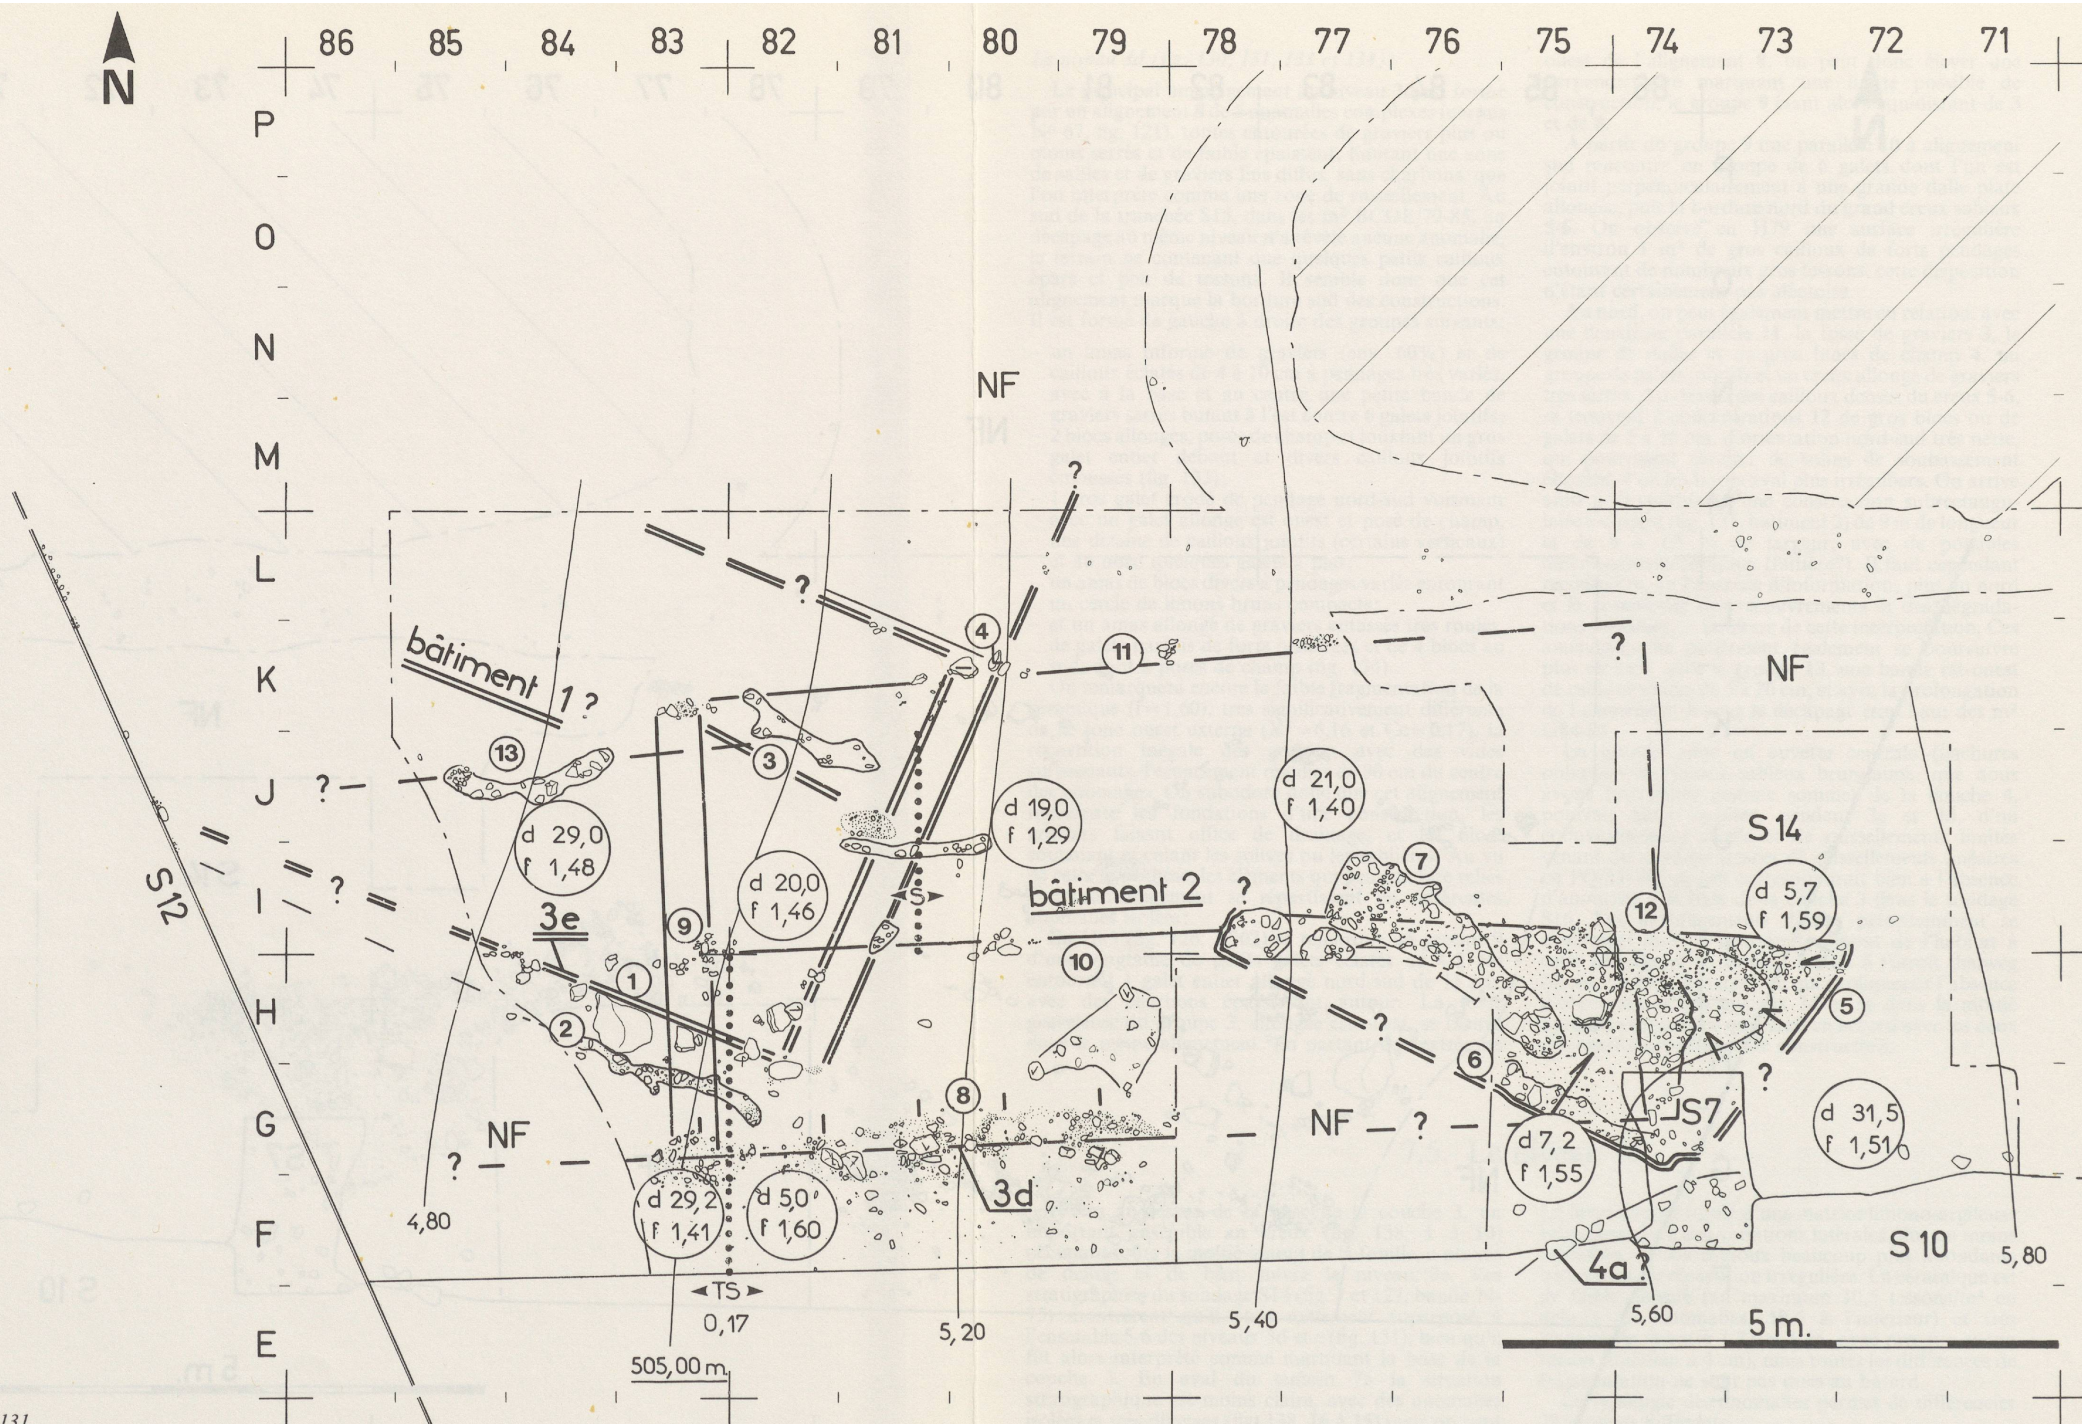 86 85 84 83 82 81 80 79 78 77 76 75 74 73 72 71
N
P
O
N
NF
M
?
L
?
4
11
?
K
bâtiment 1 ?
NF
13
3
?
J
d 21,0
f 1,40
d 19,0
f 1,29
S 14
d 29,0
f 1,48
7
S12
?
I
d 20,0
f 1,46
S
bâtiment 2
?
d 5,7
f 1,59
12
3e
9
10
1
H
2
?
5
6
?
8
G
NF
NF
?
S7
d 31,5
f 1,51
?
d 7,2
f 1,55
3d
d 29,2
f 1,41
d 5,0
f 1,60
4,80
F
S 10
5,80
4a ?
TS
0,17
5,20
5,40
5,60
5 m.
E
505,00 m.
131